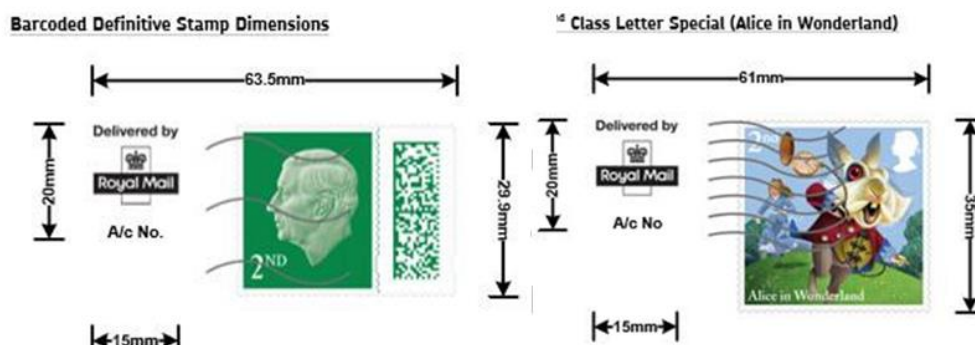 Barcoded Definitive Stamp Dimensions
Class Letter Special (Alice in Wonderland)
63.5mm
61mm
Delivered by
Royal Mail
A/c No.
20mm
2ND
29.9mm
15mm
Delivered by
Royal Mail
A/c No
20mm
2ND
Alice in Wonderland
35mm
15mm